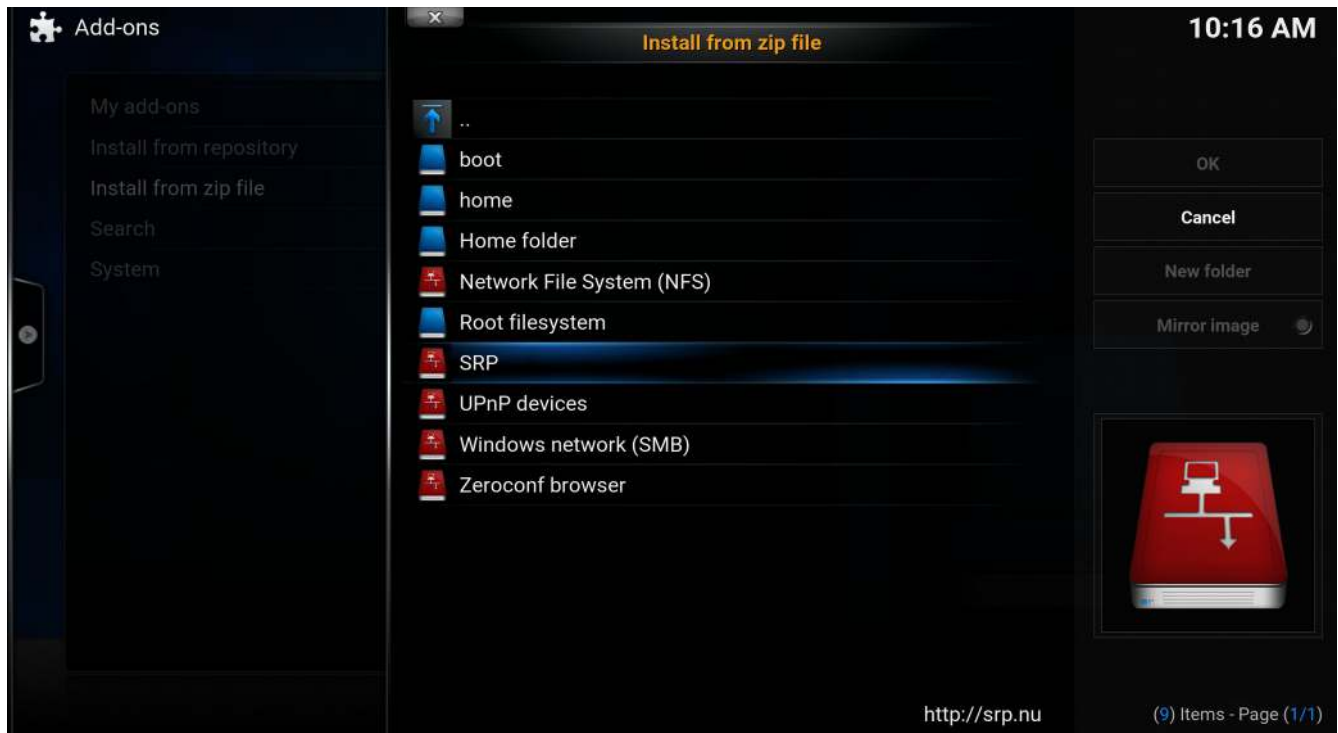 Add-ons
10:16 AM
Install from zip file
My add-ons
Install from repository
Install from zip file
Search
System
..
boot
home
Home folder
Network File System (NFS)
Root filesystem
SRP
UPnP devices
Windows network (SMB)
Zeroconf browser
OK
Cancel
New folder
Mirror image
http://srp.nu
(9) Items - Page (1/1)